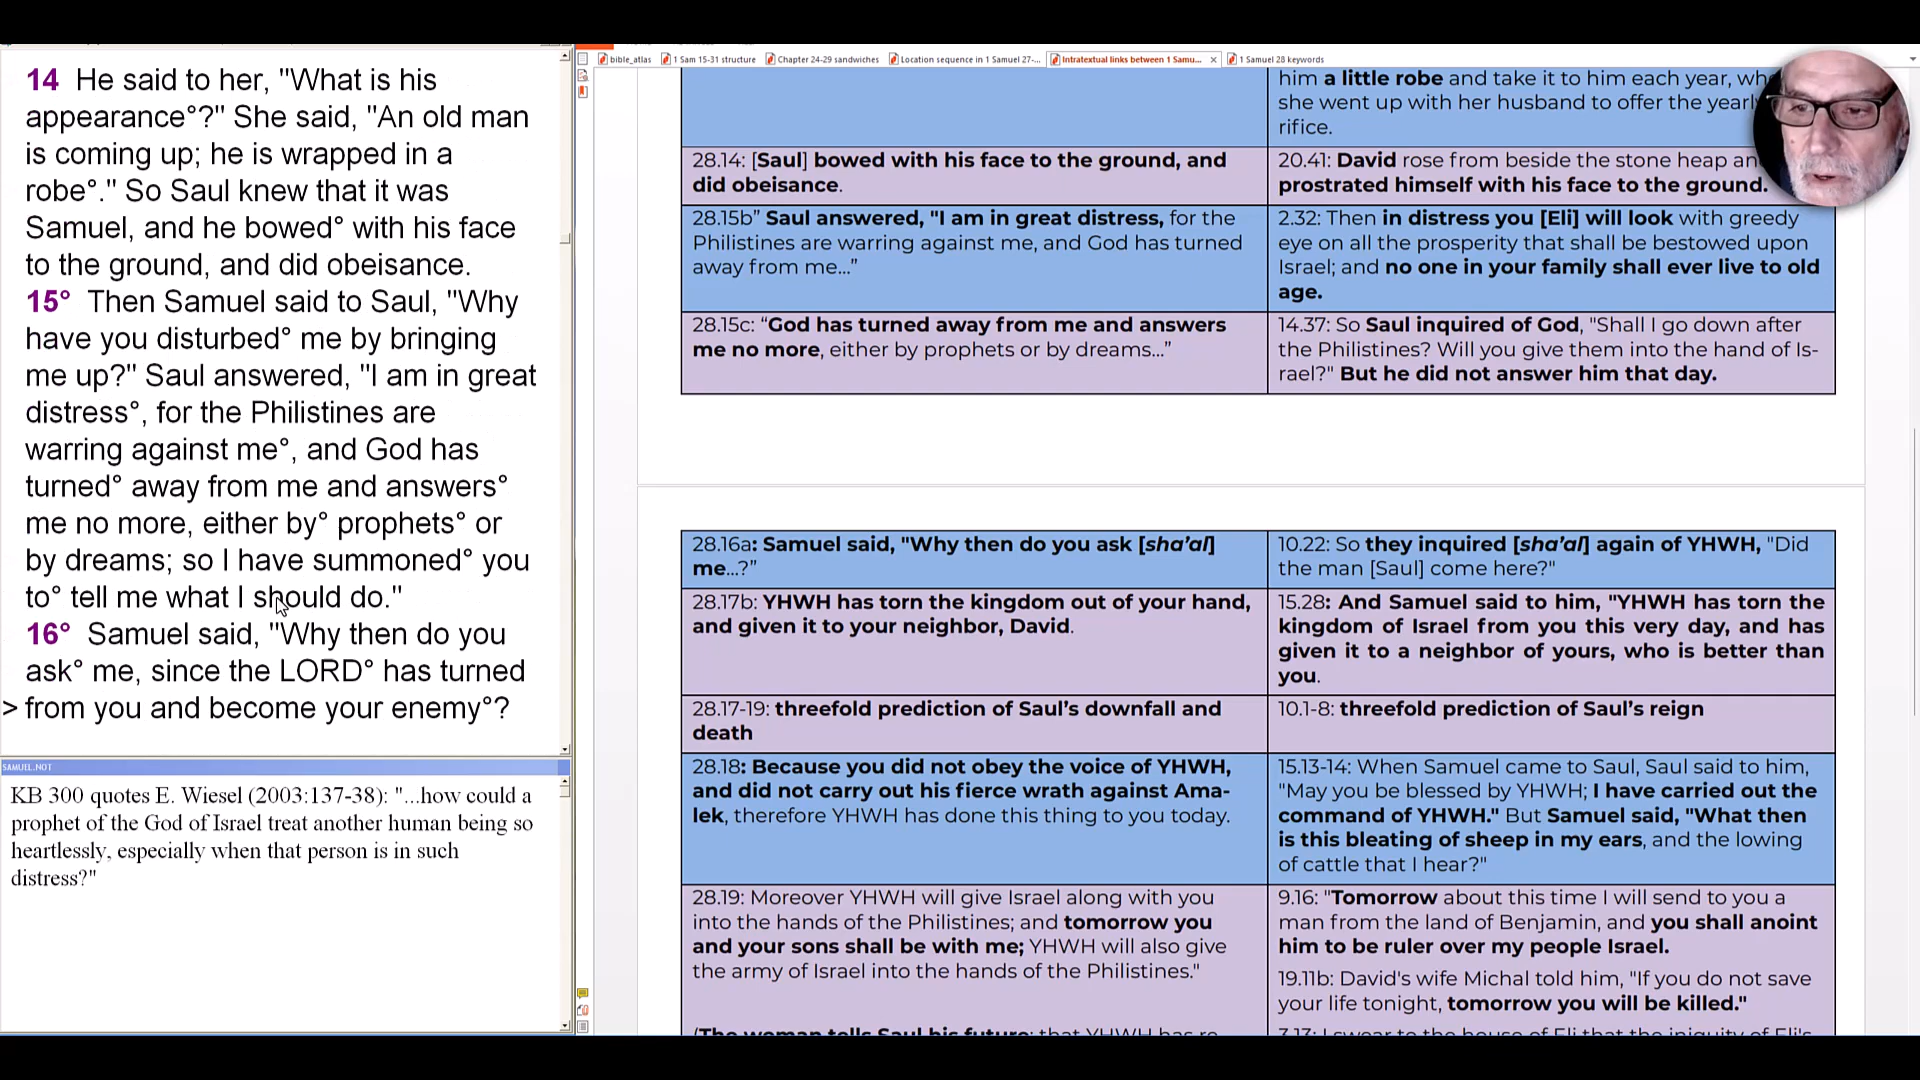 14 He said to her, "What is his
appearance°?" She said, "An old man
is coming up; he is wrapped in a
robe°." So Saul knew that it was
Samuel, and he bowed° with his face
to the ground, and did obeisance.
15° Then Samuel said to Saul, "Why
have you disturbed° me by bringing
me up?" Saul answered, "I am in great
distress°, for the Philistines are
warring against me°, and God has
turned° away from me and answers°
me no more, either by° prophets° or
by dreams; so I have summoned° you
to° tell me what I should do."
16° Samuel said, "Why then do you
ask° me, since the LORD° has turned
> from you and become your enemy°?
SAMUEL.NOT
KB 300 quotes E. Wiesel (2003:137-38): "...how could a
prophet of the God of Israel treat another human being so
heartlessly, especially when that person is in such
distress?"
bible_atlas
1 Sam 15-31 structure
Chapter 24-29 sandwiches
Location sequence in 1 Samuel 27-...
Intratextual links between 1 Samu...
1 Samuel 28 keywords
him a little robe and take it to him each year,
she went up with her husband to offer the
rifice.
28.14: [Saul] bowed with his face to the ground, and
did obeisance.
20.41: David rose from beside the stone heap
prostrated himself with his face to the ground.
28.15b" Saul answered, "I am in great distress, for the
Philistines are warring against me, and God has turned
away from me..."
2.32: Then in distress you [Eli] will look with greedy
eye on all the prosperity that shall be bestowed upon
Israel; and no one in your family shall ever live to old
age.
28.15c: "God has turned away from me and answers
me no more, either by prophets or by dreams..."
14.37: So Saul inquired of God, "Shall I go down after
the Philistines? Will you give them into the hand of Is-
rael?" But he did not answer him that day.
28.16a: Samuel said, "Why then do you ask [sha'al]
me...?"
10.22: So they inquired [sha'al] again of YHWH, "Did
the man [Saul] come here?"
28.17b: YHWH has torn the kingdom out of your hand,
and given it to your neighbor, David.
15.28: And Samuel said to him, "YHWH has torn the
kingdom of Israel from you this very day, and has
given it to a neighbor of yours, who is better than
you.
28.17-19: threefold prediction of Saul's downfall and
death
10.1-8: threefold prediction of Saul's reign
28.18: Because you did not obey the voice of YHWH,
and did not carry out his fierce wrath against Ama-
lek, therefore YHWH has done this thing to you today.
15.13-14: When Samuel came to Saul, Saul said to him,
"May you be blessed by YHWH; I have carried out the
command of YHWH." But Samuel said, "What then
is this bleating of sheep in my ears, and the lowing
of cattle that I hear?"
28.19: Moreover YHWH will give Israel along with you
into the hands of the Philistines; and tomorrow you
and your sons shall be with me; YHWH will also give
the army of Israel into the hands of the Philistines."
(The woman tells Saul his future: that YHWH has re-
9.16: "Tomorrow about this time I will send to you a
man from the land of Benjamin, and you shall anoint
him to be ruler over my people Israel.
19.11b: David's wife Michal told him, "If you do not save
your life tonight, tomorrow you will be killed."
3.13: I swear to the house of Eli that the iniquity of Eli's